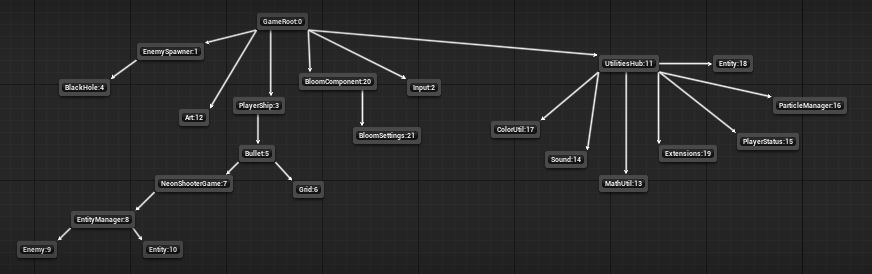 GameRoot:0
EnemySpawner:1
UtilitiesHub:11
Entity:18
BlackHole:4
BloomComponent:20
Input:2
Art:12
PlayerShip:3
ParticleManager:16
ColorUtil:17
BloomSettings:21
PlayerStatus:15
Bullet:5
Sound:14
Extensions:19
NeonShooterGame:7
Grid:6
MathUtil:13
EntityManager:8
Enemy:9
Entity:10